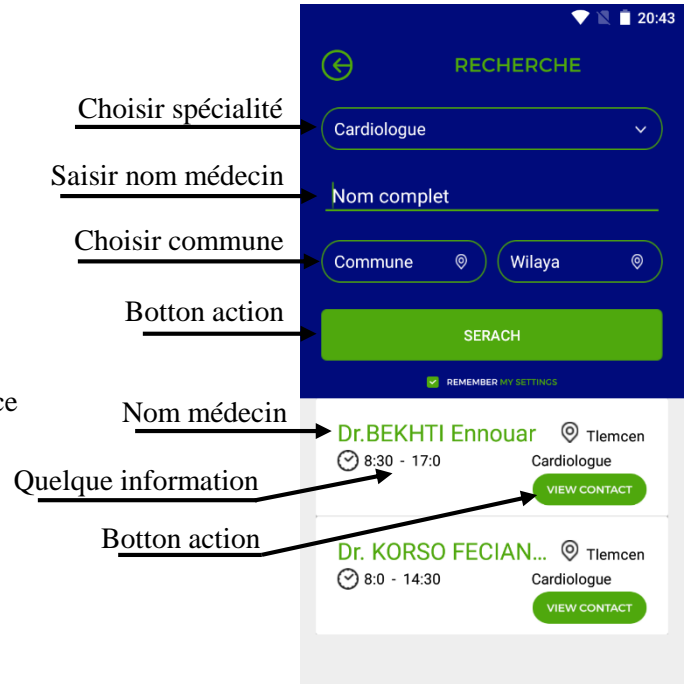 20:43
RECHERCHE
Choisir spécialité
Cardiologue
Saisir nom médecin
Nom complet
Choisir commune
Commune
Wilaya
Botton action
SERACH
REMEMBER MY SETTINGS
ce
Nom médecin
Dr.BEKHTI Ennouar
Tlemcen
8:30 - 17:0
Cardiologue
Quelque information
VIEW CONTACT
Botton action
Dr. KORSO FECIAN...
Tlemcen
8:0 - 14:30
Cardiologue
VIEW CONTACT